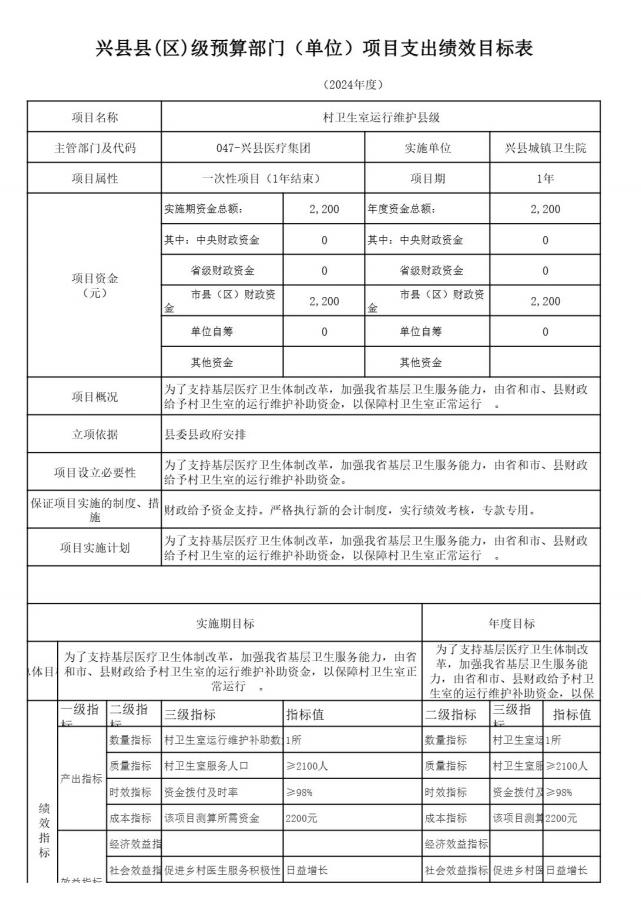 兴县县(区)级预算部门（单位）项目支出绩效目标表
（2024年度）
项目名称 村卫生室运行维护县级
主管部门及代码 047-兴县医疗集团 实施单位 兴县城镇卫生院
项目属性 一次性项目（1年结束） 项目期 1年
项目资金
（元）
实施期资金总额： 2,200 年度资金总额： 2,200
其中：中央财政资金 0 其中：中央财政资金 0
省级财政资金 0 省级财政资金 0
市县（区）财政资
金 2,200 市县（区）财政资
金 2,200
单位自筹 0 单位自筹 0
其他资金 其他资金
项目概况
为了支持基层医疗卫生体制改革，加强我省基层卫生服务能力，由省和市、县财政
给予村卫生室的运行维护补助资金，以保障村卫生室正常运行 。
立项依据 县委县政府安排
项目设立必要性
为了支持基层医疗卫生体制改革，加强我省基层卫生服务能力，由省和市、县财政
给予村卫生室的运行维护补助资金。
保证项目实施的制度、措
施
财政给予资金支持。严格执行新的会计制度，实行绩效考核，专款专用。
项目实施计划
为了支持基层医疗卫生体制改革，加强我省基层卫生服务能力，由省和市、县财政
给予村卫生室的运行维护补助资金，以保障村卫生室正常运行 。
实施期目标 年度目标
体目
为了支持基层医疗卫生体制改革，加强我省基层卫生服务能力，由省
和市、县财政给予村卫生室的运行维护补助资金，以保障村卫生室正
常运行 。
为了支持基层医疗卫生体制改
革，加强我省基层卫生服务能
力，由省和市、县财政给予村
卫生室的运行维护补助资金，以保
绩效指标
一级指标 二级指标 三级指标 指标值 二级指标 三级指标 指标值
产出指标
数量指标 村卫生室运行维护补助数 1所 数量指标 村卫生室运 1所
质量指标 村卫生室服务人口 ≥2100人 质量指标 村卫生室服 ≥2100人
时效指标 资金拨付及时率 ≥98% 时效指标 资金拨付及 ≥98%
成本指标 该项目测算所需资金 2200元 成本指标 该项目测算 2200元
效益指标
经济效益指 经济效益指
社会效益指 促进乡村医生服务积极性 日益增长 社会效益指 促进乡村医 日益增长